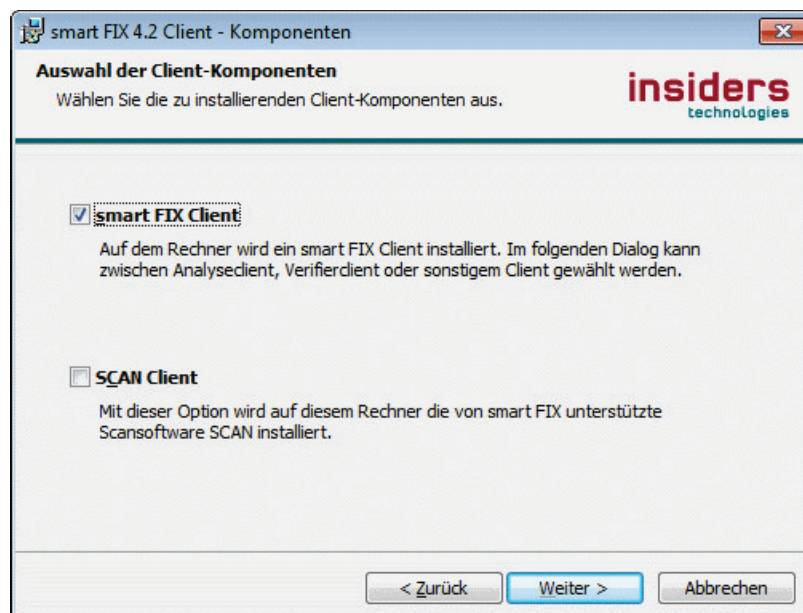 smart FIX 4.2 Client - Komponenten
Auswahl der Client-Komponenten
Wählen Sie die zu installierenden Client-Komponenten aus.
insiders
technologies
smart FIX Client
Auf dem Rechner wird ein smart FIX Client installiert. Im folgenden Dialog kann
zwischen Analyseclient, Verifierclient oder sonstigem Client gewählt werden.
SCAN Client
Mit dieser Option wird auf diesem Rechner die von smart FIX unterstützte
Scansoftware SCAN installiert.
< Zurück
Weiter >
Abbrechen